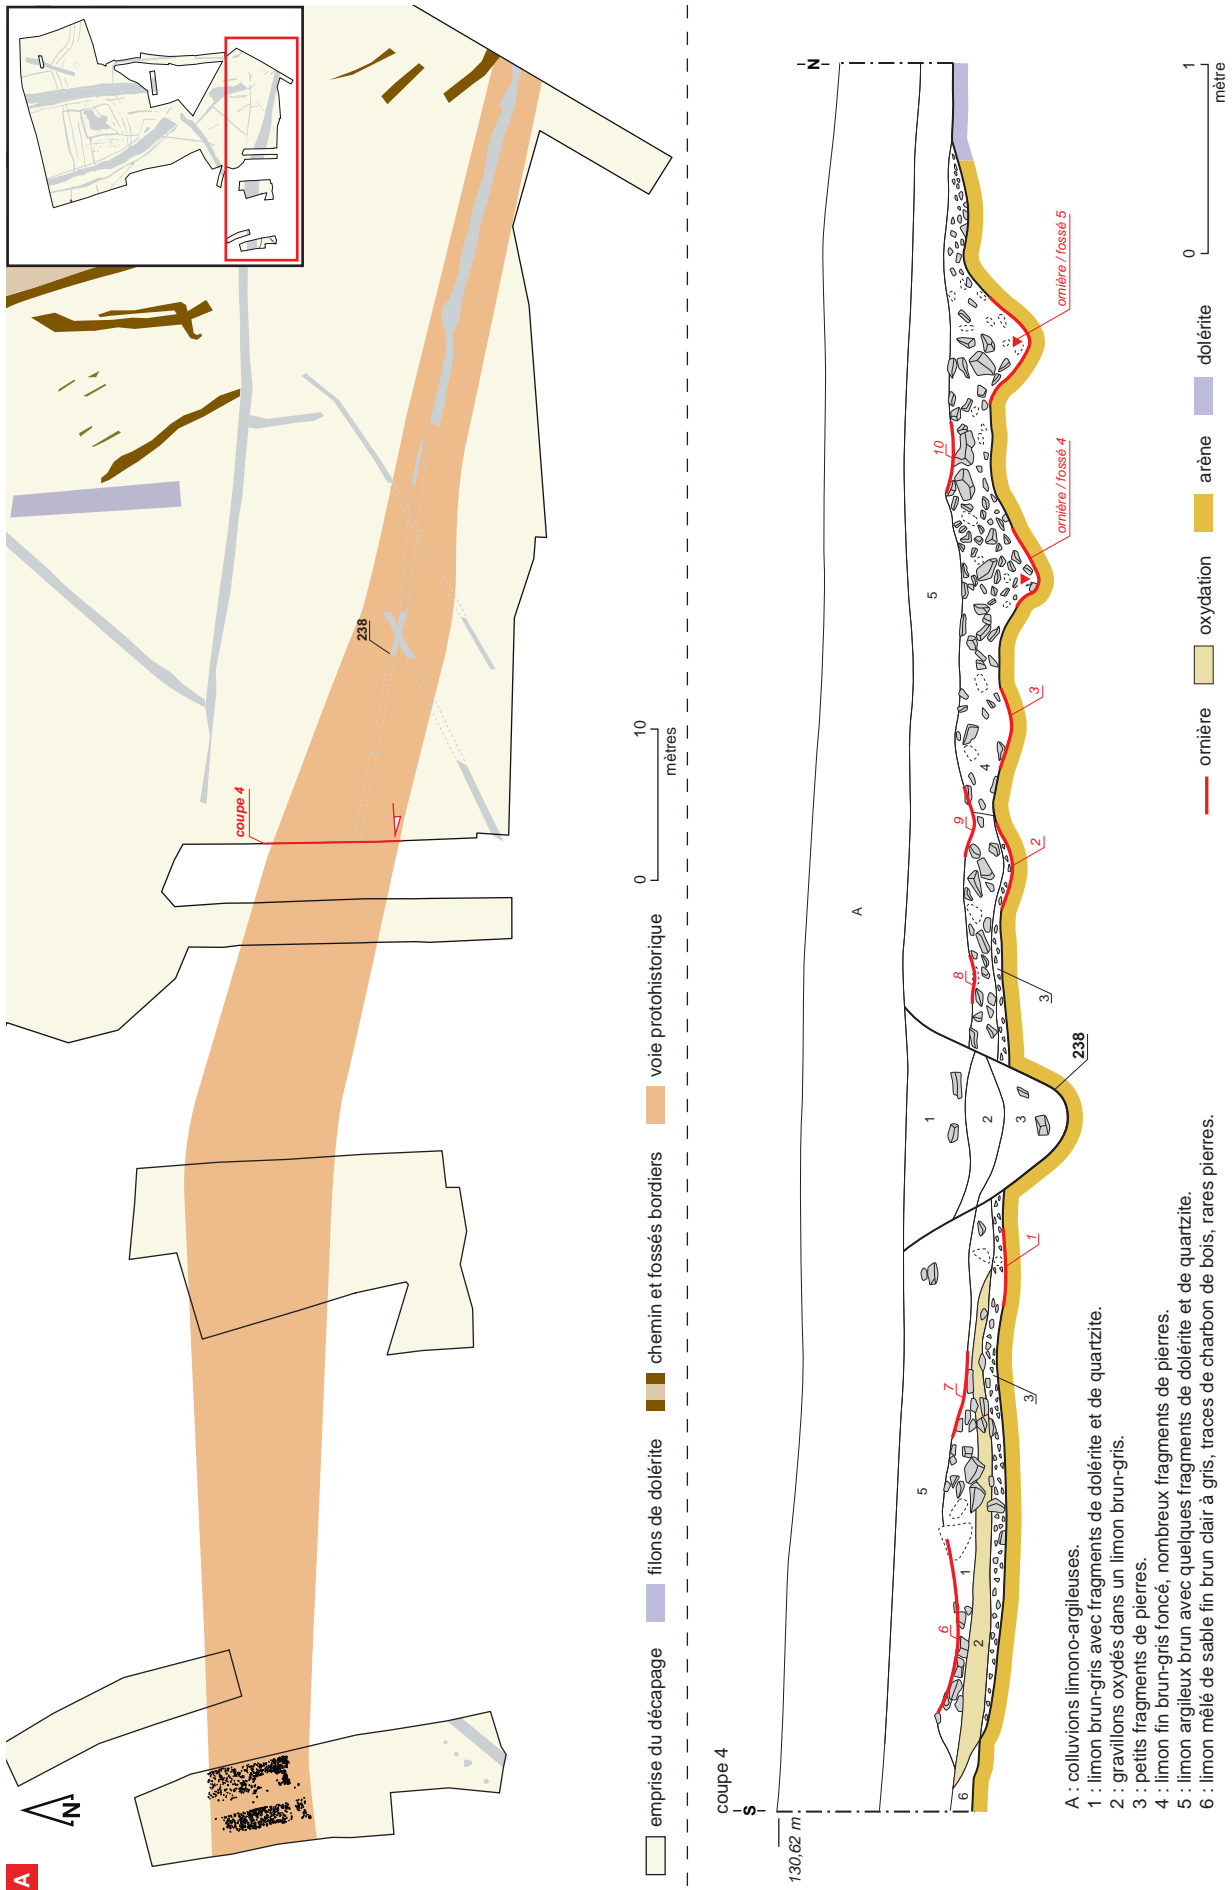 A
N
coupe 4
238
0 10
mètres
emprise du décapage
filons de dolérite
chemin et fossés bordiers
voie protohistorique
coupe 4
S
N
130,62 m
A
5
5
1
2
3
1
2
3
3
4
6
238
1
2
3
ornière / fossé 4
ornière / fossé 5
6
7
8
9
10
0 1
mètre
A : colluvions limono-argileuses.
1 : limon brun-gris avec fragments de dolérite et de quartzite.
2 : gravillons oxydés dans un limon brun-gris.
3 : petits fragments de pierres.
4 : limon fin brun-gris foncé, nombreux fragments de pierres.
5 : limon argileux brun avec quelques fragments de dolérite et de quartzite.
6 : limon mêlé de sable fin brun clair à gris, traces de charbon de bois, rares pierres.
ornière
oxydation
arène
dolérite